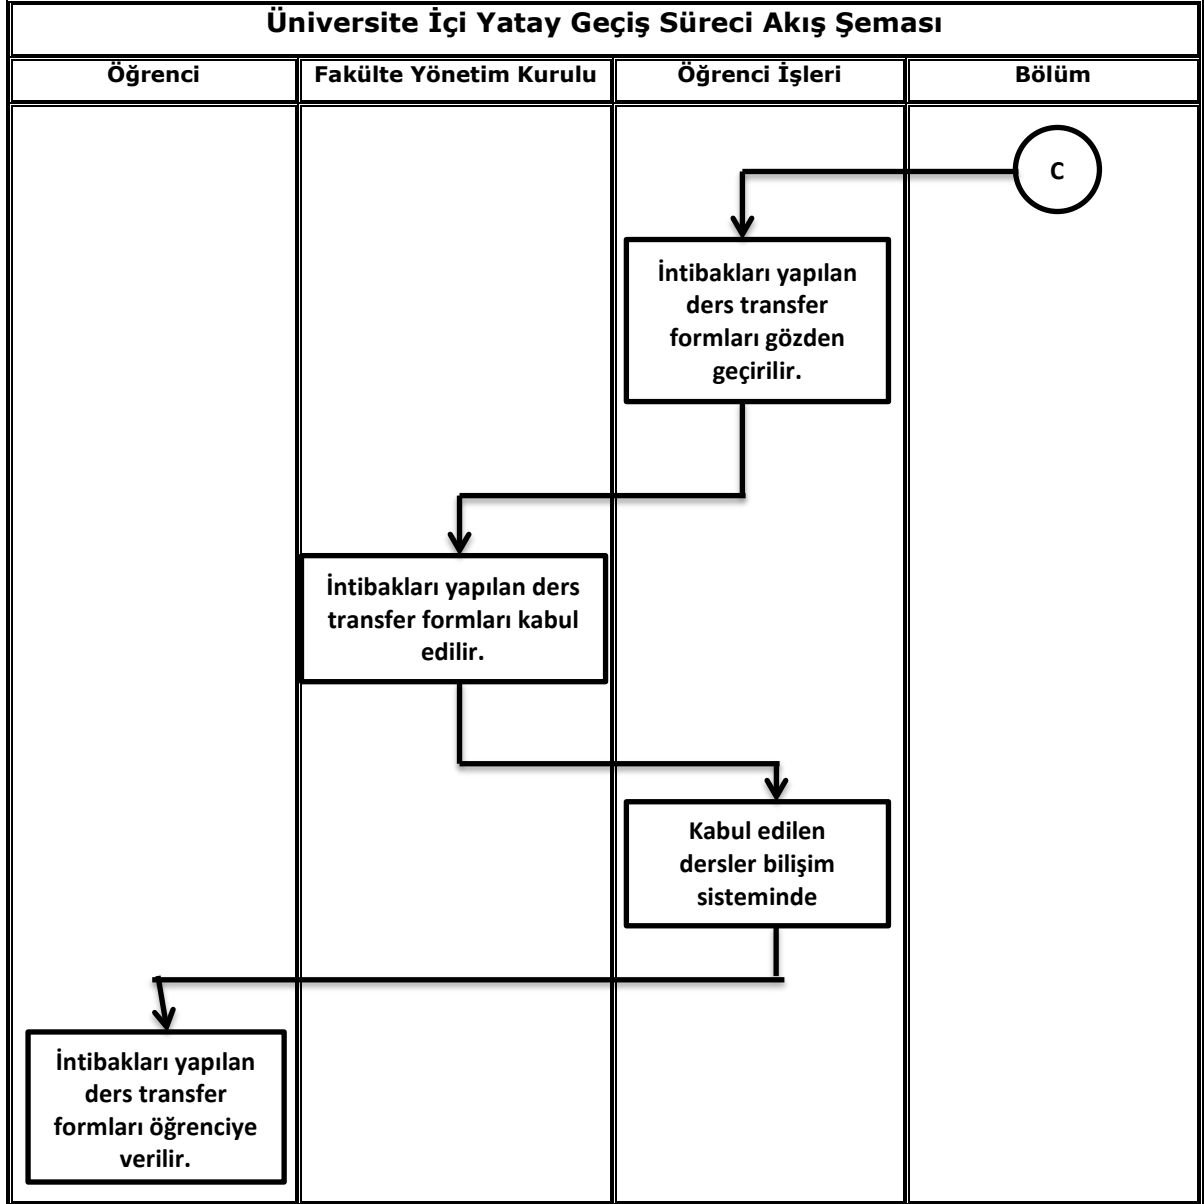 Üniversite İçi Yatay Geçiş Süreci Akış Şeması
Öğrenci
Fakülte Yönetim Kurulu
Öğrenci İşleri
Bölüm
C
İntibakları yapılan
ders transfer
formları gözden
geçirilir.
İntibakları yapılan ders
transfer formları kabul
edilir.
Kabul edilen
dersler bilişim
sisteminde
İntibakları yapılan
ders transfer
formları öğrenciye
verilir.